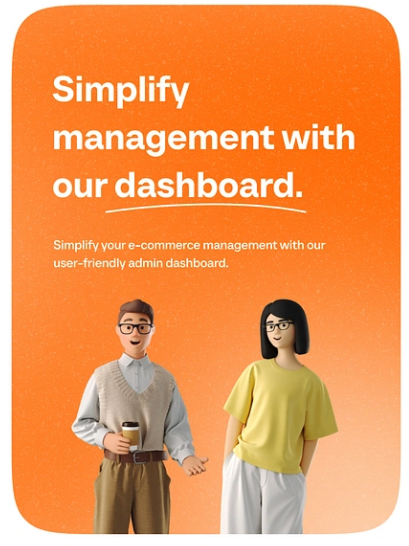 Simplify
management with
our dashboard.
Simplify your e-commerce management with our
user-friendly admin dashboard.